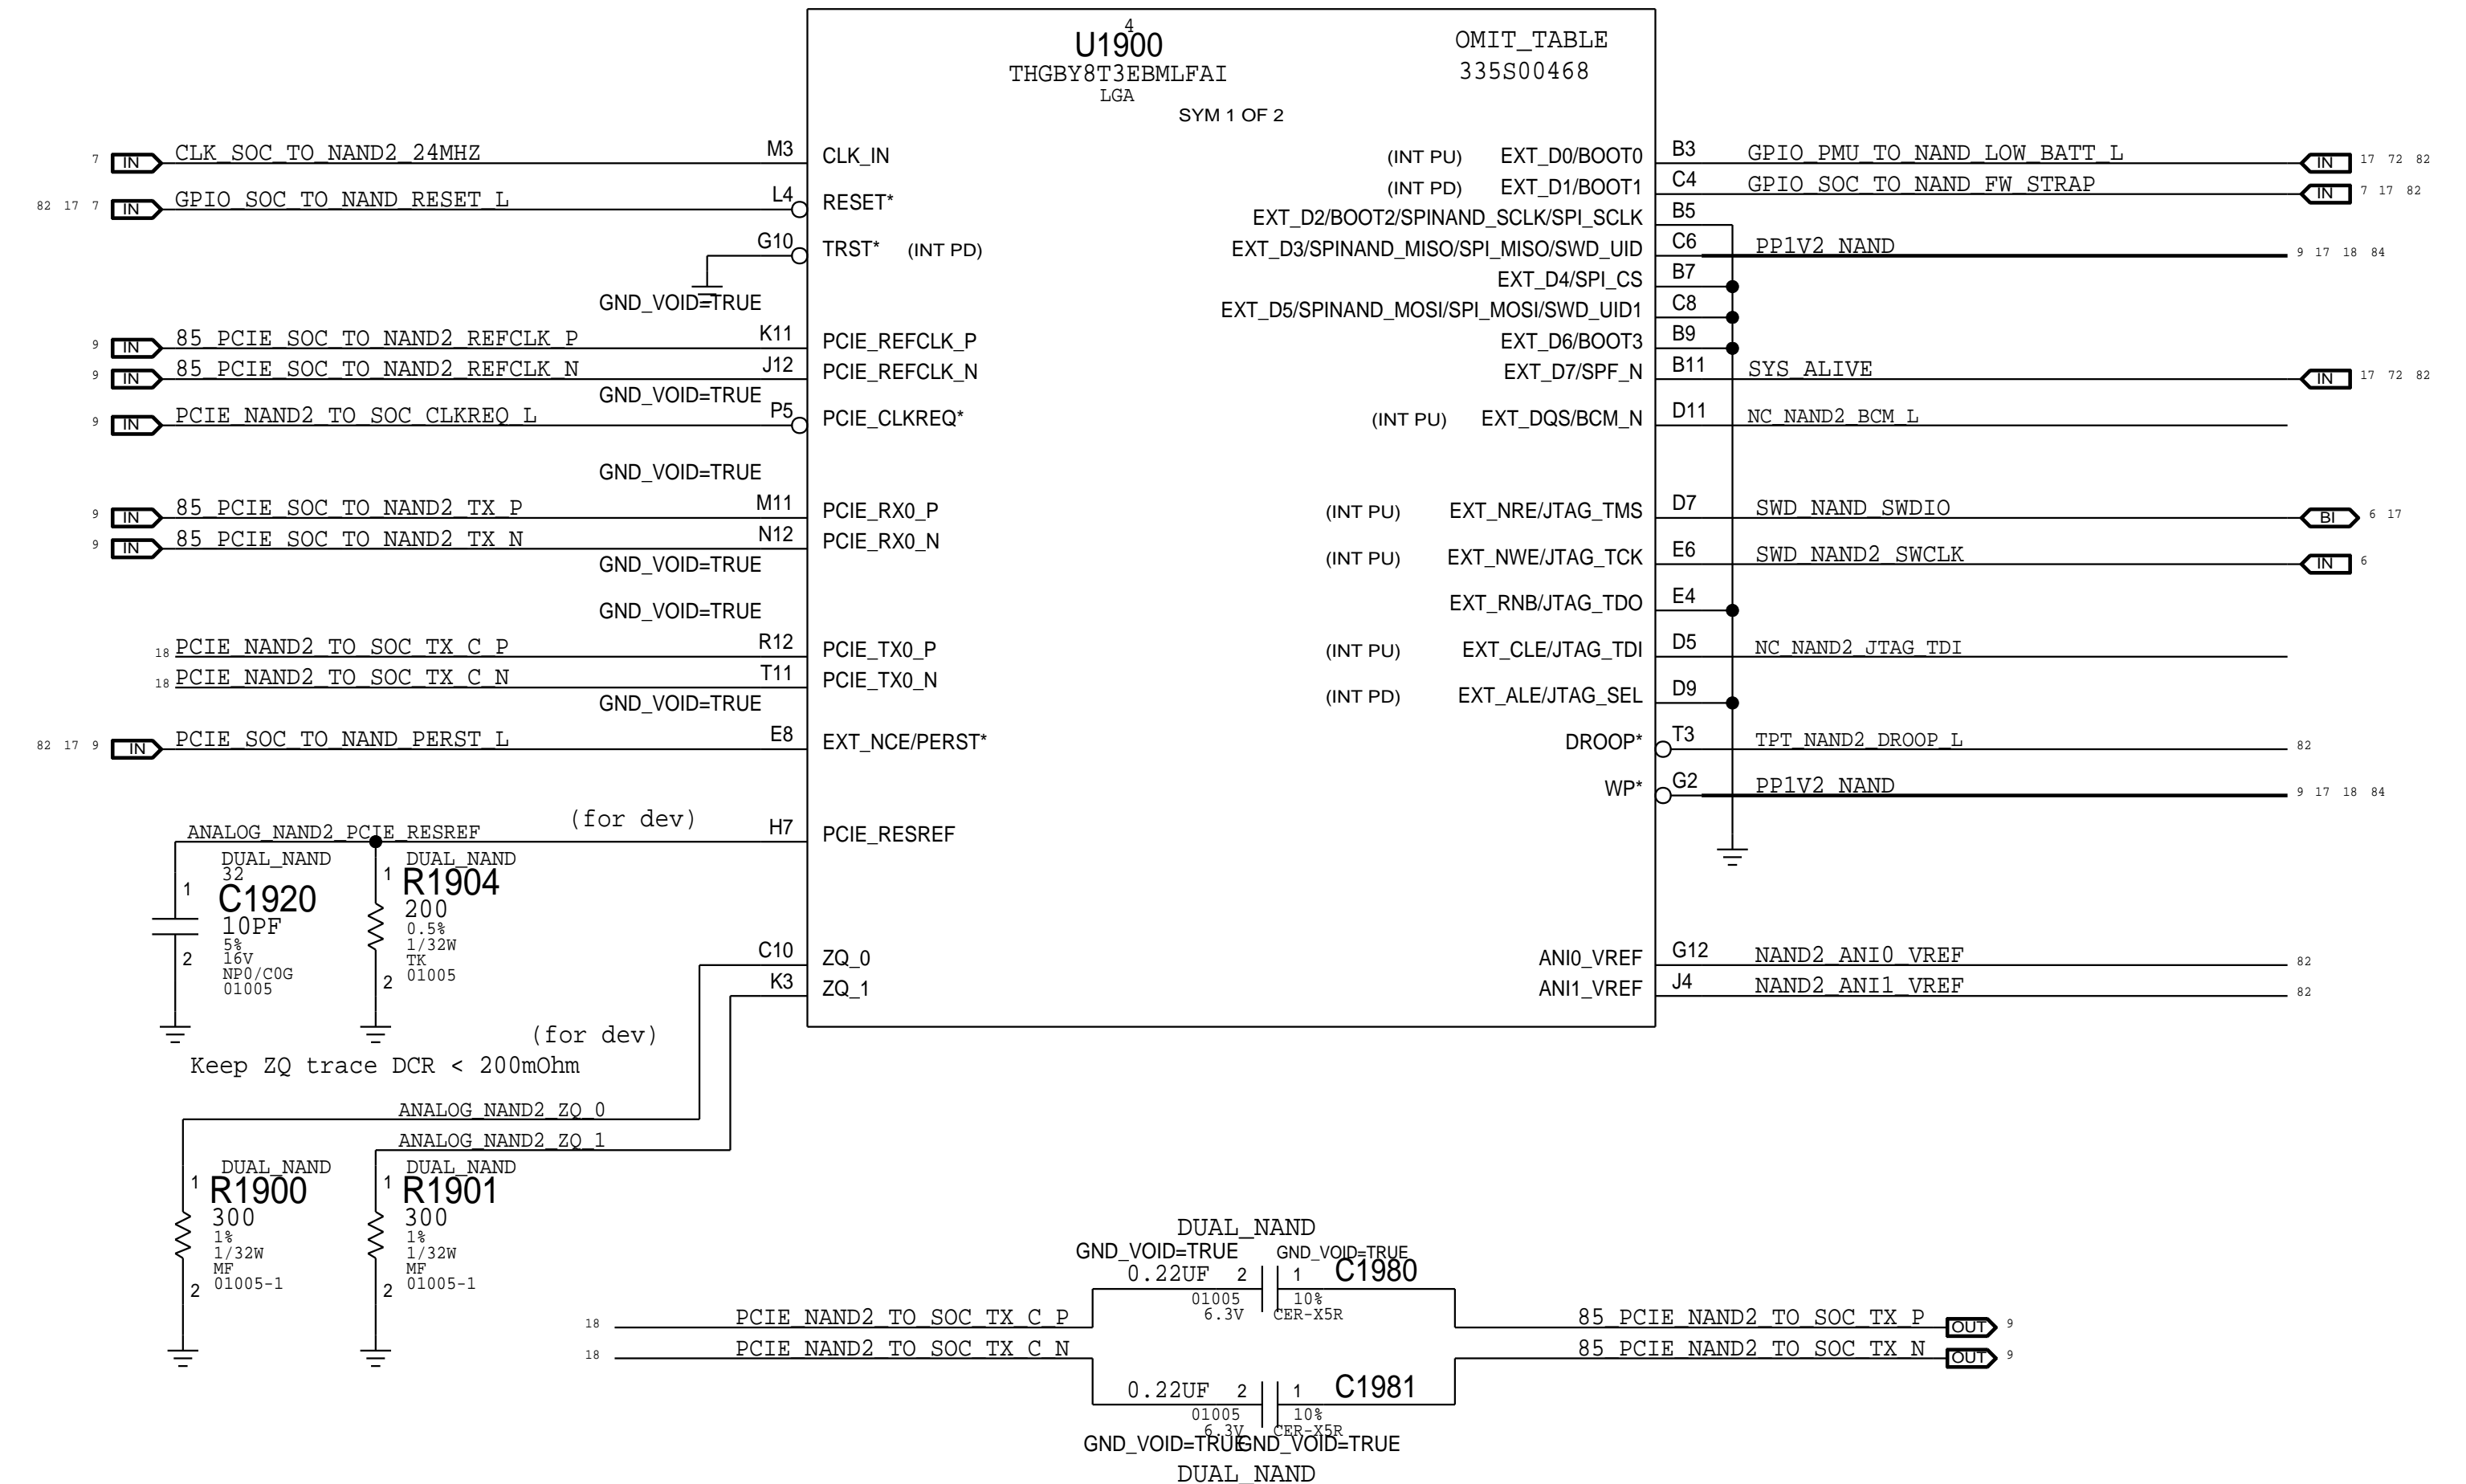 4
U1900
THGBY8T3EBMLFAI
LGA
OMIT_TABLE
335S00468
SYM 1 OF 2
7 IN CLK_SOC_TO_NAND2_24MHZ M3 CLK_IN
82 17 7 IN GPIO_SOC_TO_NAND_RESET_L L4 RESET*
G10 TRST* (INT PD)
GND_VOID=TRUE
9 IN 85_PCIE_SOC_TO_NAND2_REFCLK_P K11 PCIE_REFCLK_P
9 IN 85_PCIE_SOC_TO_NAND2_REFCLK_N J12 PCIE_REFCLK_N
GND_VOID=TRUE
9 IN PCIE_NAND2_TO_SOC_CLKREQ_L P5 PCIE_CLKREQ*
GND_VOID=TRUE
9 IN 85_PCIE_SOC_TO_NAND2_TX_P M11 PCIE_RX0_P
9 IN 85_PCIE_SOC_TO_NAND2_TX_N N12 PCIE_RX0_N
GND_VOID=TRUE
GND_VOID=TRUE
18 PCIE_NAND2_TO_SOC_TX_C_P R12 PCIE_TX0_P
18 PCIE_NAND2_TO_SOC_TX_C_N T11 PCIE_TX0_N
GND_VOID=TRUE
82 17 9 IN PCIE_SOC_TO_NAND_PERST_L E8 EXT_NCE/PERST*
(for dev)
ANALOG_NAND2_PCIE_RESREF H7 PCIE_RESREF
C10 ZQ_0
K3 ZQ_1
(INT PU) EXT_D0/BOOT0 B3 GPIO_PMU_TO_NAND_LOW_BATT_L IN 17 72 82
(INT PD) EXT_D1/BOOT1 C4 GPIO_SOC_TO_NAND_FW_STRAP IN 7 17 82
EXT_D2/BOOT2/SPINAND_SCLK/SPI_SCLK B5
EXT_D3/SPINAND_MISO/SPI_MISO/SWD_UID C6 PP1V2_NAND 9 17 18 84
EXT_D4/SPI_CS B7
EXT_D5/SPINAND_MOSI/SPI_MOSI/SWD_UID1 C8
EXT_D6/BOOT3 B9
EXT_D7/SPF_N B11 SYS_ALIVE IN 17 72 82
(INT PU) EXT_DQS/BCM_N D11 NC_NAND2_BCM_L
(INT PU) EXT_NRE/JTAG_TMS D7 SWD_NAND_SWDIO BI 6 17
(INT PU) EXT_NWE/JTAG_TCK E6 SWD_NAND2_SWCLK IN 6
EXT_RNB/JTAG_TDO E4
(INT PU) EXT_CLE/JTAG_TDI D5 NC_NAND2_JTAG_TDI
(INT PD) EXT_ALE/JTAG_SEL D9
DROOP* T3 TPT_NAND2_DROOP_L 82
WP* G2 PP1V2_NAND 9 17 18 84
ANI0_VREF G12 NAND2_ANI0_VREF 82
ANI1_VREF J4 NAND2_ANI1_VREF 82
DUAL_NAND
32
1 C1920
10PF
5%
2 16V
NP0/C0G
01005
DUAL_NAND
1 R1904
200
0.5%
1/32W
TK
2 01005
(for dev)
Keep ZQ trace DCR < 200mOhm
ANALOG_NAND2_ZQ_0
ANALOG_NAND2_ZQ_1
DUAL_NAND
1 R1900
300
1%
1/32W
MF
2 01005-1
DUAL_NAND
1 R1901
300
1%
1/32W
MF
2 01005-1
DUAL_NAND
GND_VOID=TRUE GND_VOID=TRUE
0.22UF 2 1 C1980
01005 10%
6.3V CER-X5R
18 PCIE_NAND2_TO_SOC_TX_C_P 85_PCIE_NAND2_TO_SOC_TX_P OUT 9
18 PCIE_NAND2_TO_SOC_TX_C_N 85_PCIE_NAND2_TO_SOC_TX_N OUT 9
0.22UF 2 1 C1981
01005 10%
6.3V CER-X5R
GND_VOID=TRUE GND_VOID=TRUE
DUAL_NAND